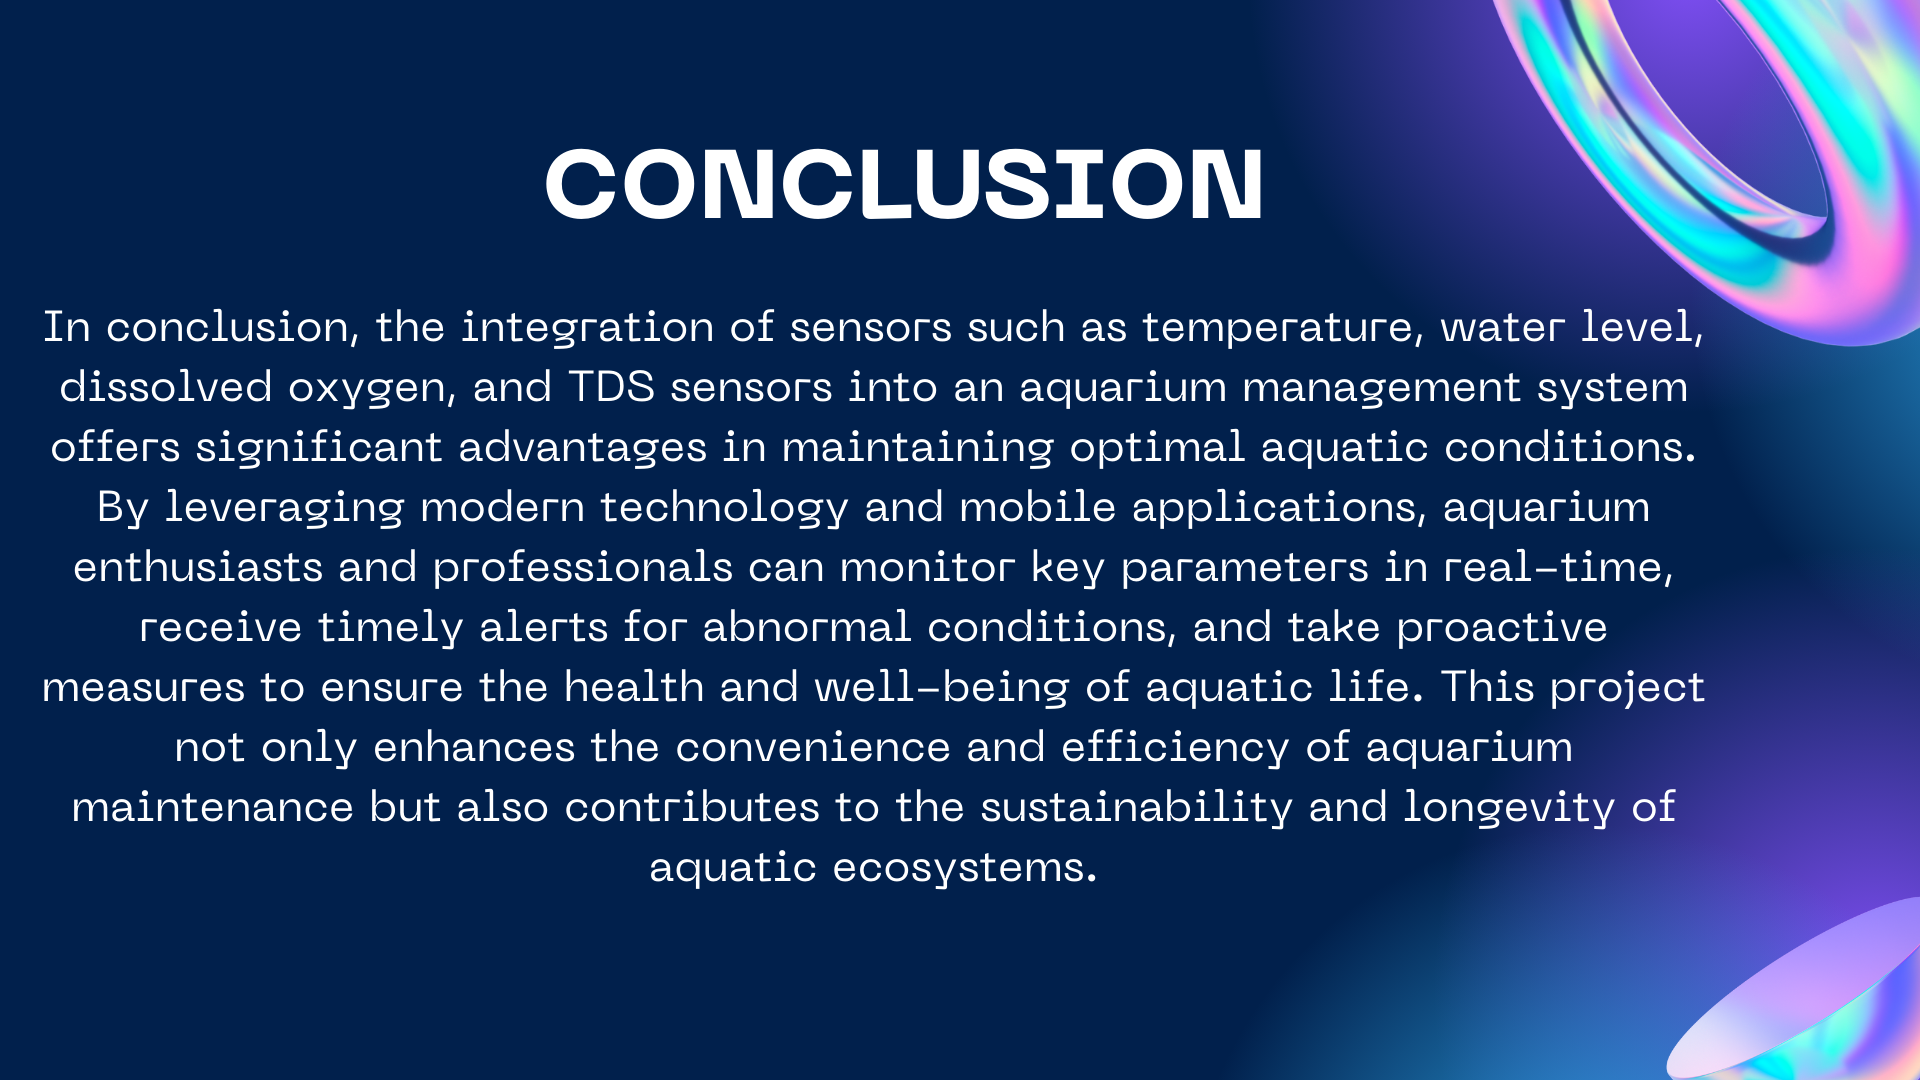 CONCLUSION
In conclusion, the integration of sensors such as temperature, water level,
dissolved oxygen, and TDS sensors into an aquarium management system
offers significant advantages in maintaining optimal aquatic conditions.
By leveraging modern technology and mobile applications, aquarium
enthusiasts and professionals can monitor key parameters in real-time,
receive timely alerts for abnormal conditions, and take proactive
measures to ensure the health and well-being of aquatic life. This project
not only enhances the convenience and efficiency of aquarium
maintenance but also contributes to the sustainability and longevity of
aquatic ecosystems.